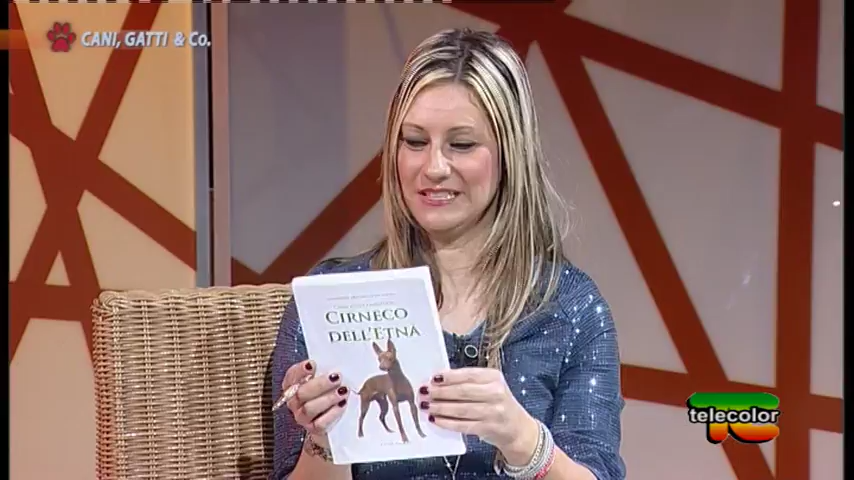 CANI, GATTI & Co.
CIRNECO
DELL'ETNA
telecolor